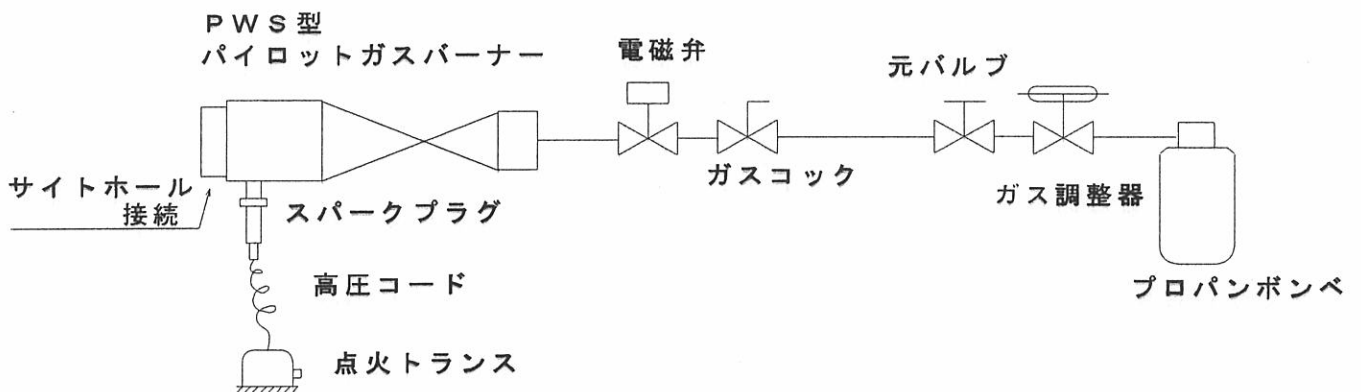 PWS型
パイロットガスバーナー
電磁弁
元バルブ
ガスコック
ガス調整器
サイトホール
接続
スパークプラグ
高圧コード
プロパンボンベ
点火トランス